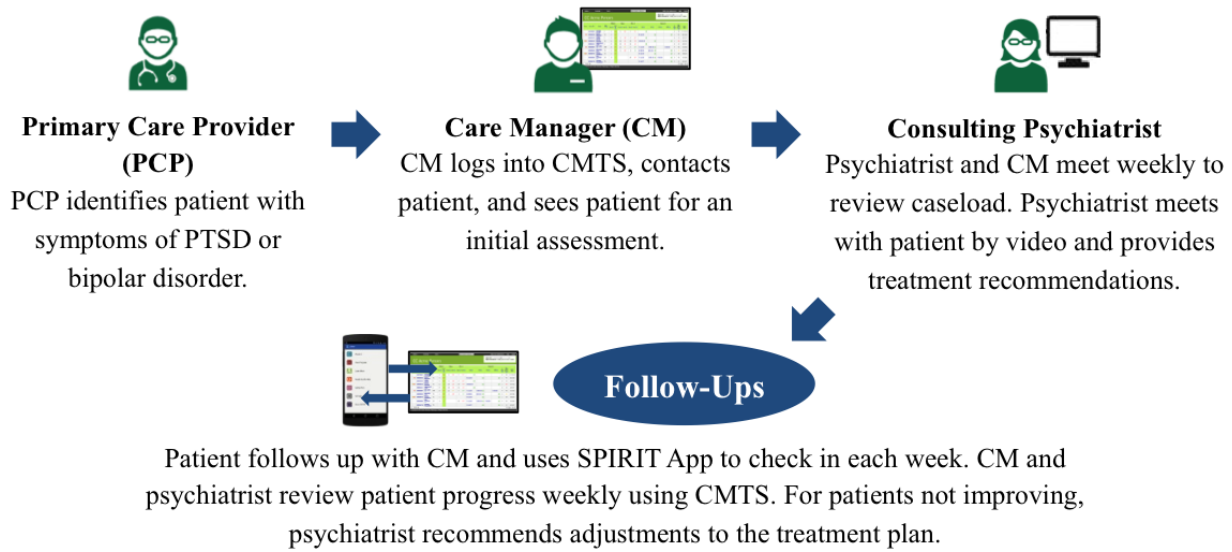 Primary Care Provider
(PCP)
PCP identifies patient with
symptoms of PTSD or
bipolar disorder.
Care Manager (CM)
CM logs into CMTS, contacts
patient, and sees patient for an
initial assessment.
Consulting Psychiatrist
Psychiatrist and CM meet weekly to
review caseload. Psychiatrist meets
with patient by video and provides
treatment recommendations.
Follow-Ups
Patient follows up with CM and uses SPIRIT App to check in each week. CM and
psychiatrist review patient progress weekly using CMTS. For patients not improving,
psychiatrist recommends adjustments to the treatment plan.